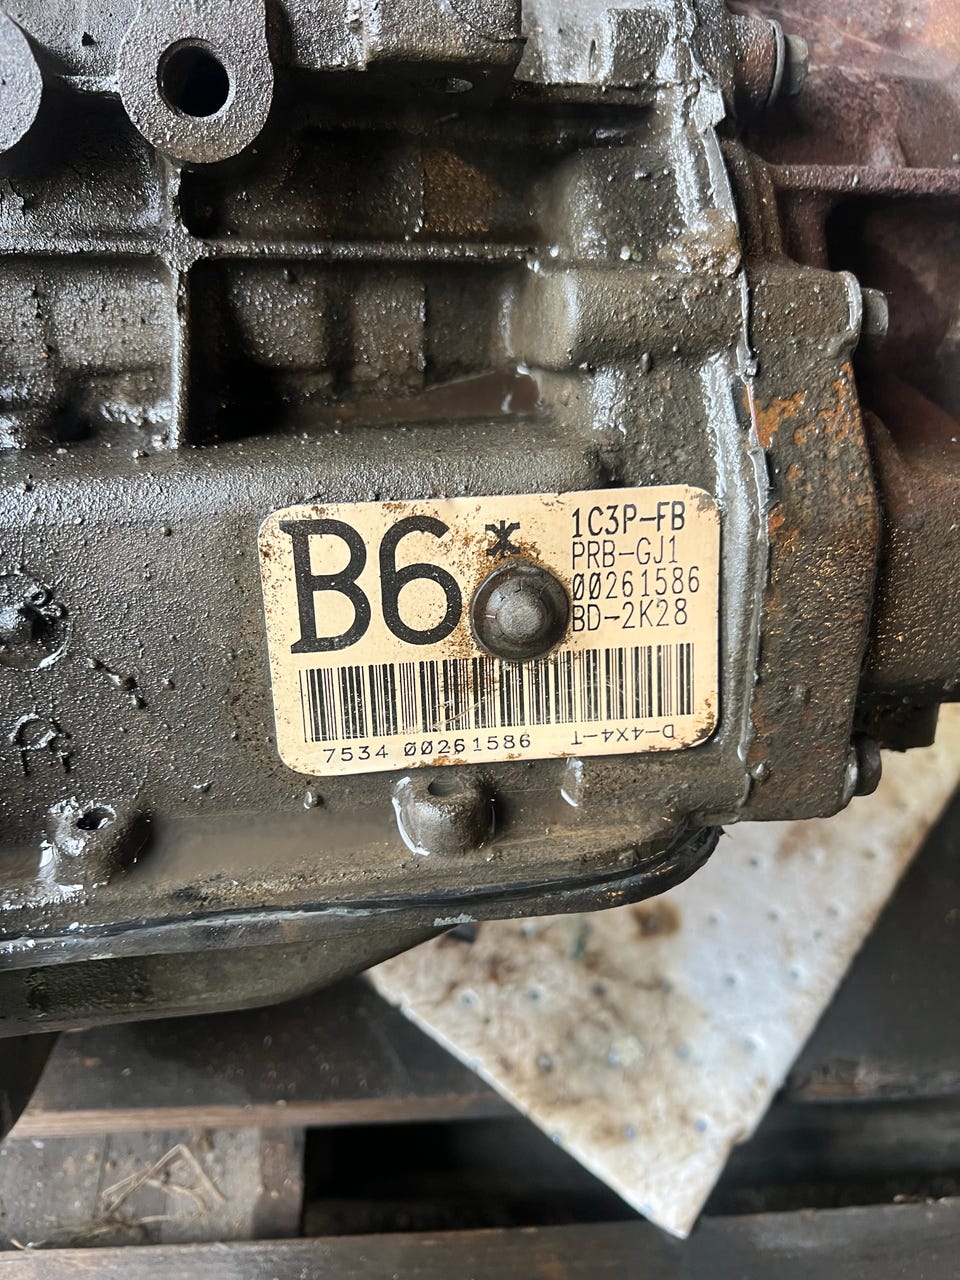 B6 *
1C3P-FB
PRB-GJ1
00261586
BD-2K28
7534 00261586
D-4X4-T